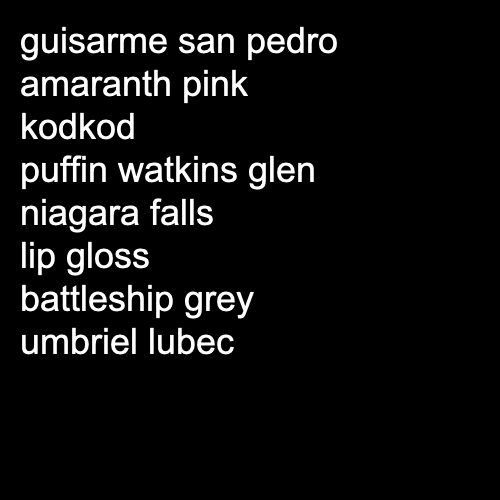 guisarme san pedro
amaranth pink
kodkod
puffin watkins glen
niagara falls
lip gloss
battleship grey
umbriel lubec